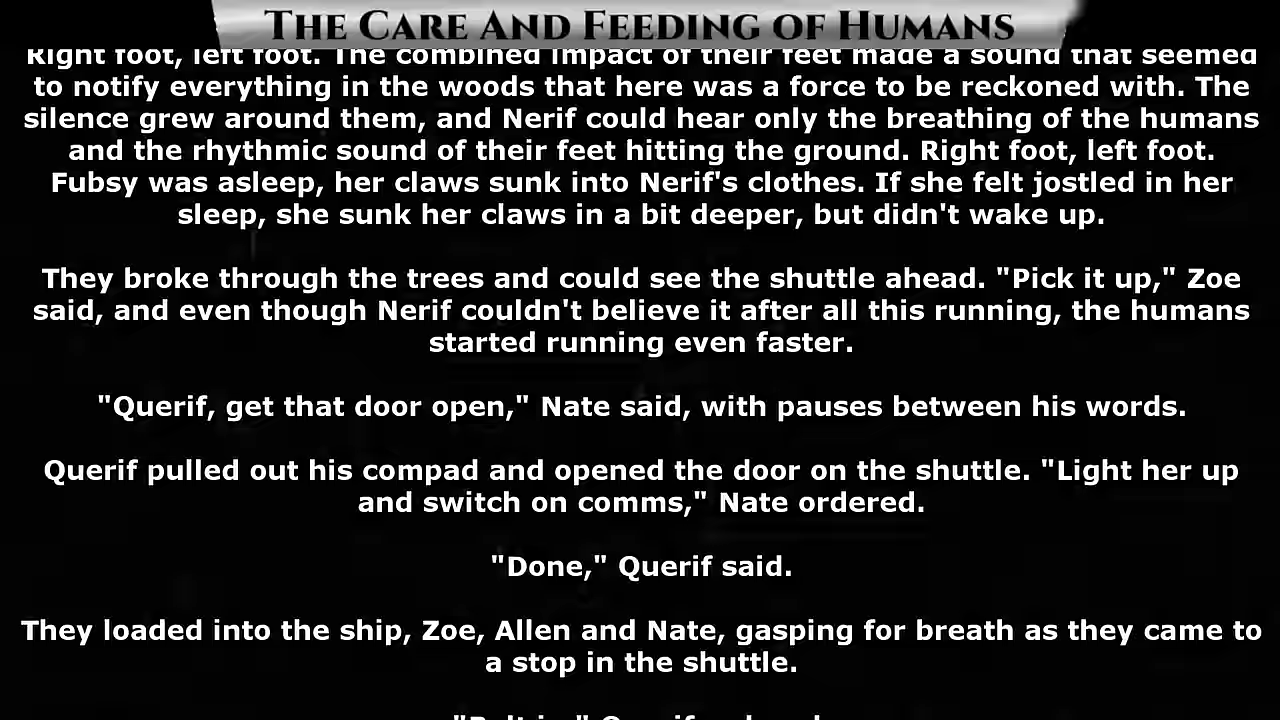 The Care And Feeding of Humans
Right foot, left foot. The combined impact of their feet made a sound that seemed
to notify everything in the woods that here was a force to be reckoned with. The
silence grew around them, and Nerif could hear only the breathing of the humans
and the rhythmic sound of their feet hitting the ground. Right foot, left foot.
Fubsy was asleep, her claws sunk into Nerif's clothes. If she felt jostled in her
sleep, she sunk her claws in a bit deeper, but didn't wake up.
They broke through the trees and could see the shuttle ahead. "Pick it up," Zoe
said, and even though Nerif couldn't believe it after all this running, the humans
started running even faster.
"Querif, get that door open," Nate said, with pauses between his words.
Querif pulled out his compad and opened the door on the shuttle. "Light her up
and switch on comms," Nate ordered.
"Done," Querif said.
They loaded into the ship, Zoe, Allen and Nate, gasping for breath as they came to
a stop in the shuttle.